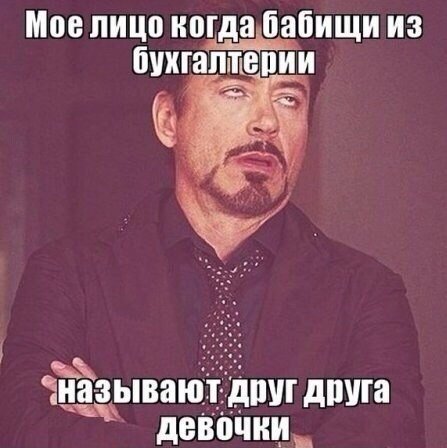 Мое лицо когда бабищи из
бухгалтерии
называют друг друга
девочки